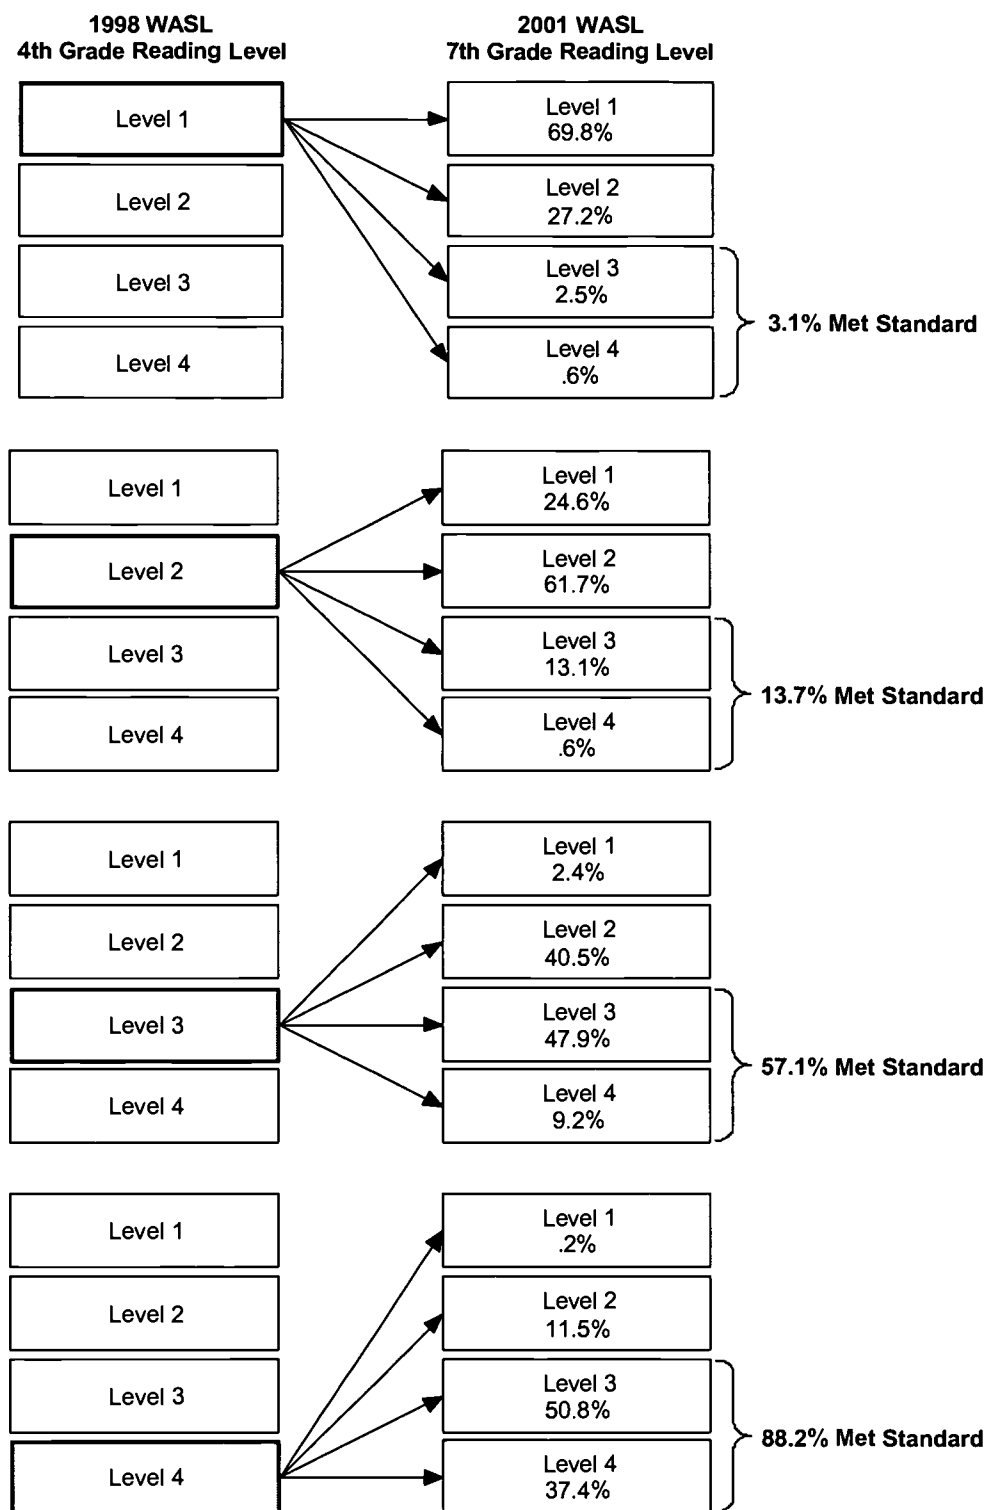 1998 WASL
4th Grade Reading Level
2001 WASL
7th Grade Reading Level
Level 1
Level 2
Level 3
Level 4
Level 1
69.8%
Level 2
27.2%
Level 3
2.5%
Level 4
.6%
3.1% Met Standard
Level 1
Level 2
Level 3
Level 4
Level 1
24.6%
Level 2
61.7%
Level 3
13.1%
Level 4
.6%
13.7% Met Standard
Level 1
Level 2
Level 3
Level 4
Level 1
2.4%
Level 2
40.5%
Level 3
47.9%
Level 4
9.2%
57.1% Met Standard
Level 1
Level 2
Level 3
Level 4
Level 1
.2%
Level 2
11.5%
Level 3
50.8%
Level 4
37.4%
88.2% Met Standard